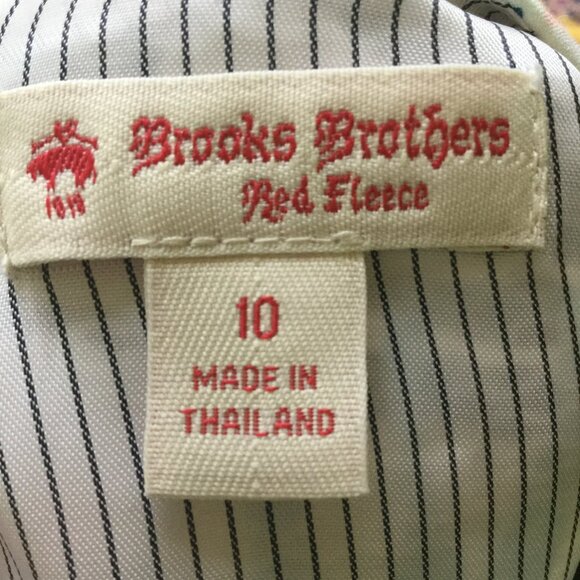 Brooks Brothers
Red Fleece
1818
10
MADE IN
THAILAND